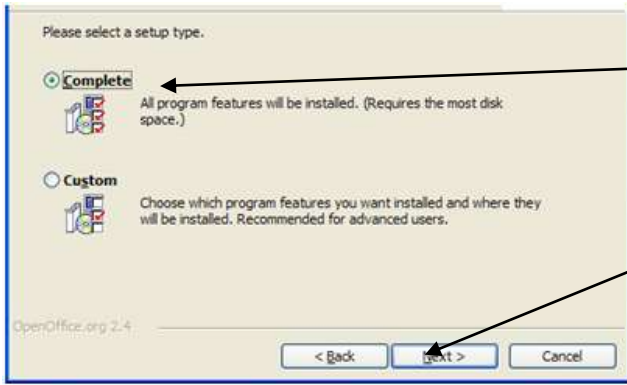 Please select a setup type.
Complete
All program features will be installed. (Requires the most disk
space.)
Custom
Choose which program features you want installed and where they
will be installed. Recommended for advanced users.
OpenOffice.org 2.4
< Back
Next >
Cancel